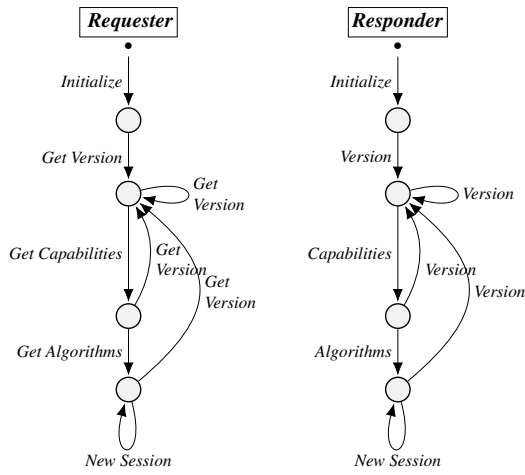 Requester
Initialize
Get Version
Get
Version
Get Capabilities
Get
Version
Get
Version
Get Algorithms
New Session
Responder
Initialize
Version
Version
Capabilities
Version
Version
Algorithms
New Session